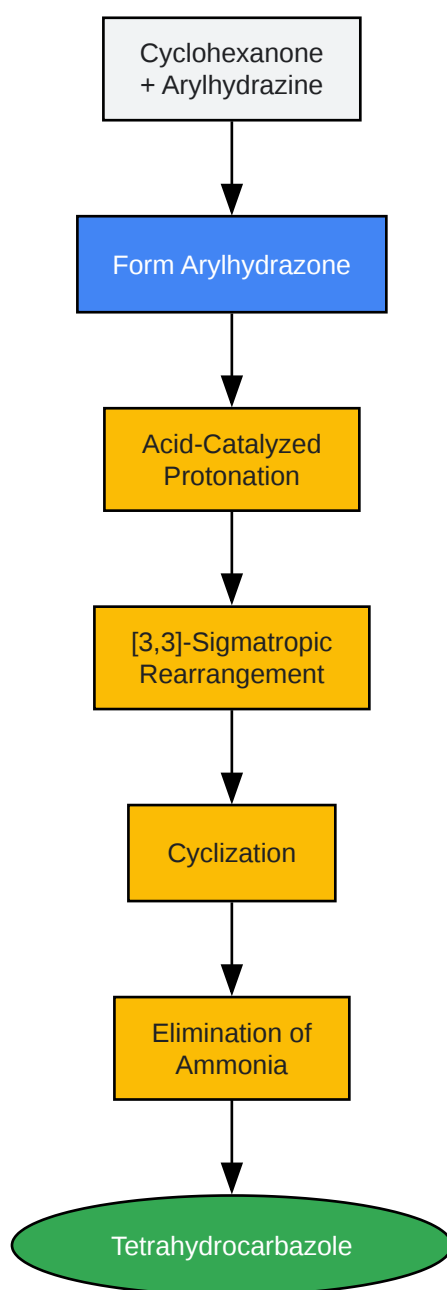 Cyclohexanone
+ Arylhydrazine
Form Arylhydrazone
Acid-Catalyzed
Protonation
[3,3]-Sigmatropic
Rearrangement
Cyclization
Elimination of
Ammonia
Tetrahydrocarbazole